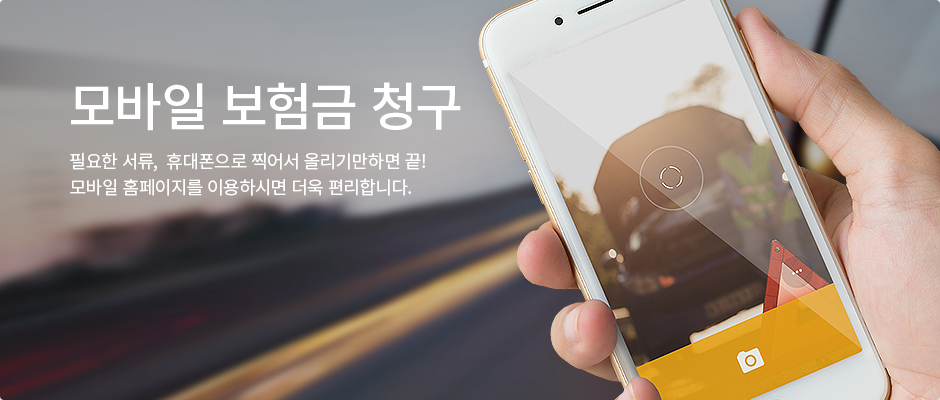 모바일 보험금 청구
필요한 서류, 휴대폰으로 찍어서 올리기만하면 끝!
모바일 홈페이지를 이용하시면 더욱 편리합니다.